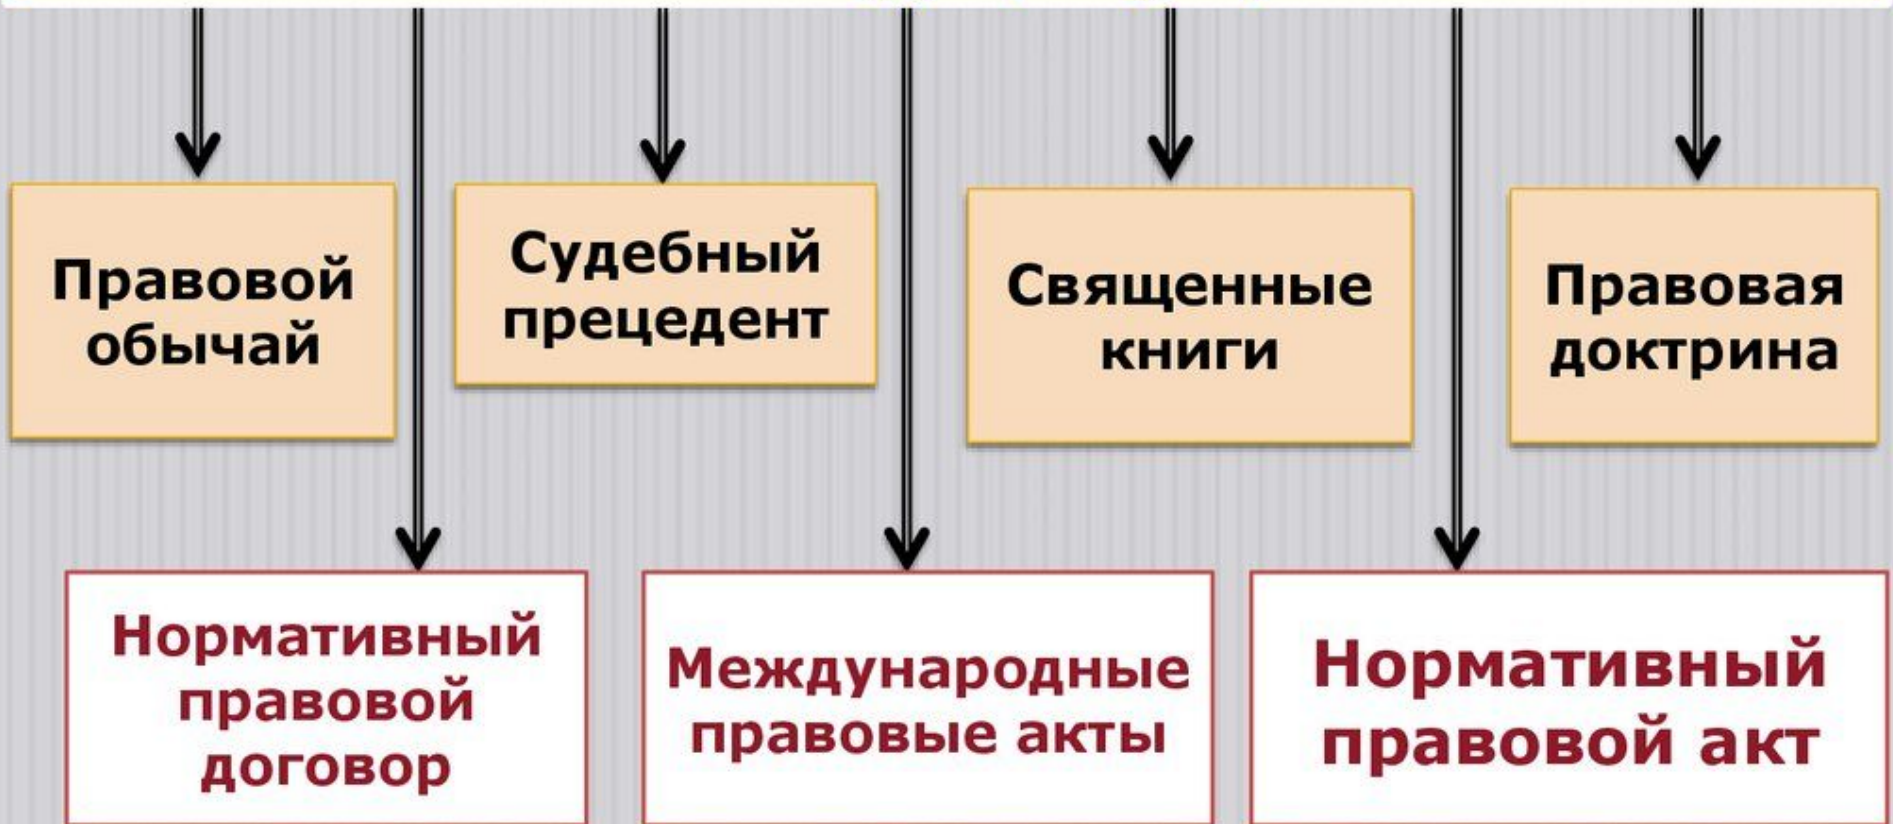 Правовой
обычай
Судебный
прецедент
Священные
книги
Правовая
доктрина
Нормативный
правовой
договор
Международные
правовые акты
Нормативный
правовой акт